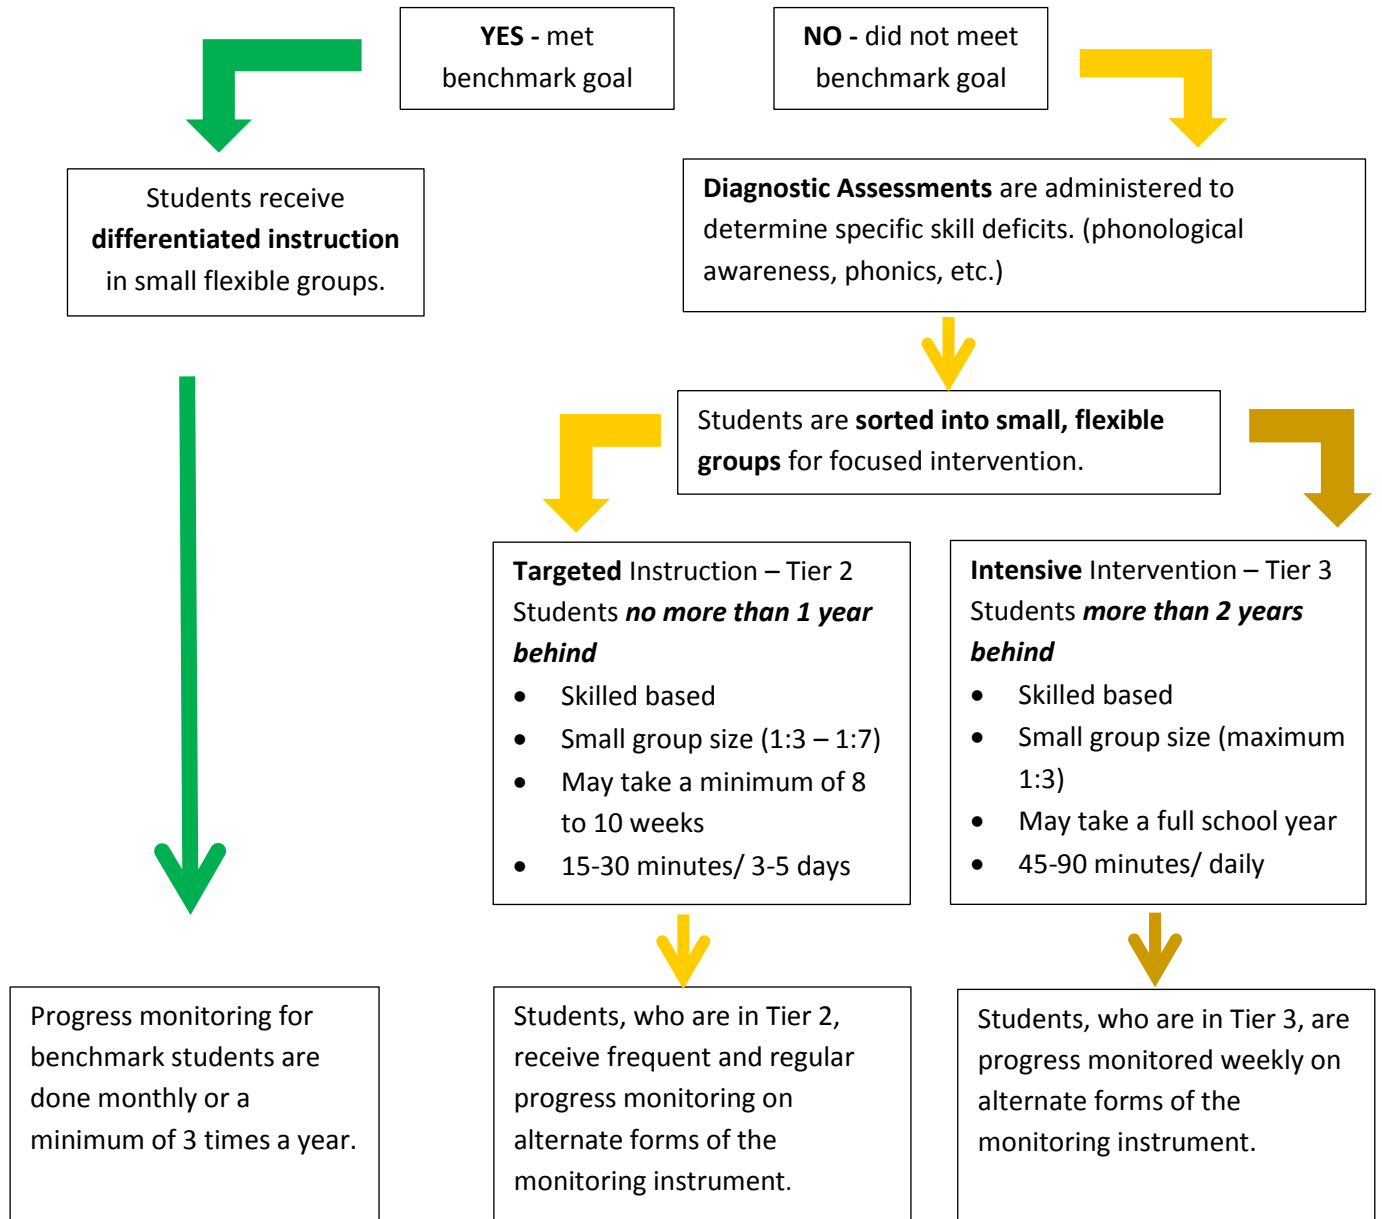 YES - met
benchmark goal
NO - did not meet
benchmark goal
Students receive
differentiated instruction
in small flexible groups.
Diagnostic Assessments are administered to
determine specific skill deficits. (phonological
awareness, phonics, etc.)
Students are sorted into small, flexible
groups for focused intervention.
Targeted Instruction – Tier 2
Students no more than 1 year
behind
• Skilled based
• Small group size (1:3 – 1:7)
• May take a minimum of 8
to 10 weeks
• 15-30 minutes/ 3-5 days
Intensive Intervention – Tier 3
Students more than 2 years
behind
• Skilled based
• Small group size (maximum
1:3)
• May take a full school year
• 45-90 minutes/ daily
Progress monitoring for
benchmark students are
done monthly or a
minimum of 3 times a year.
Students, who are in Tier 2,
receive frequent and regular
progress monitoring on
alternate forms of the
monitoring instrument.
Students, who are in Tier 3, are
progress monitored weekly on
alternate forms of the
monitoring instrument.